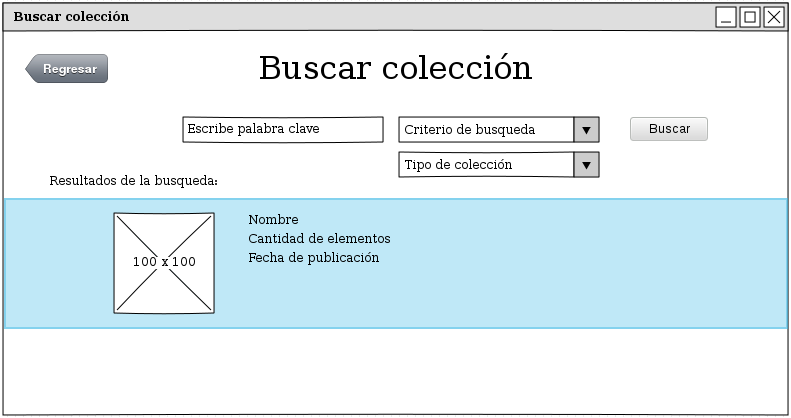 Buscar colección
Regresar
Buscar colección
Escribe palabra clave
Criterio de busqueda
Buscar
Tipo de colección
Resultados de la busqueda:
100 x 100
Nombre
Cantidad de elementos
Fecha de publicación